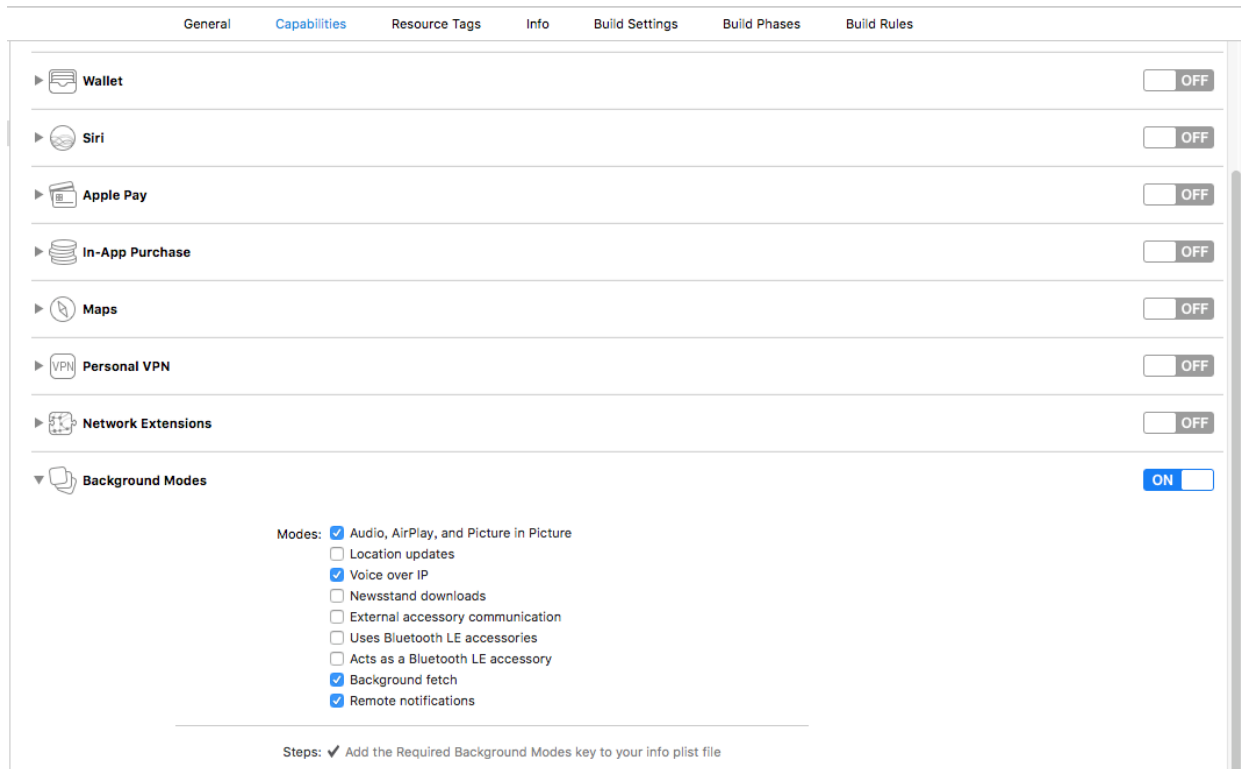 General Capabilities Resource Tags Info Build Settings Build Phases Build Rules
Wallet OFF
Siri OFF
Apple Pay OFF
In-App Purchase OFF
Maps OFF
VPN Personal VPN OFF
Network Extensions OFF
Background Modes ON
Modes: Audio, AirPlay, and Picture in Picture
Location updates
Voice over IP
Newsstand downloads
External accessory communication
Uses Bluetooth LE accessories
Acts as a Bluetooth LE accessory
Background fetch
Remote notifications
Steps: ✔ Add the Required Background Modes key to your info plist file